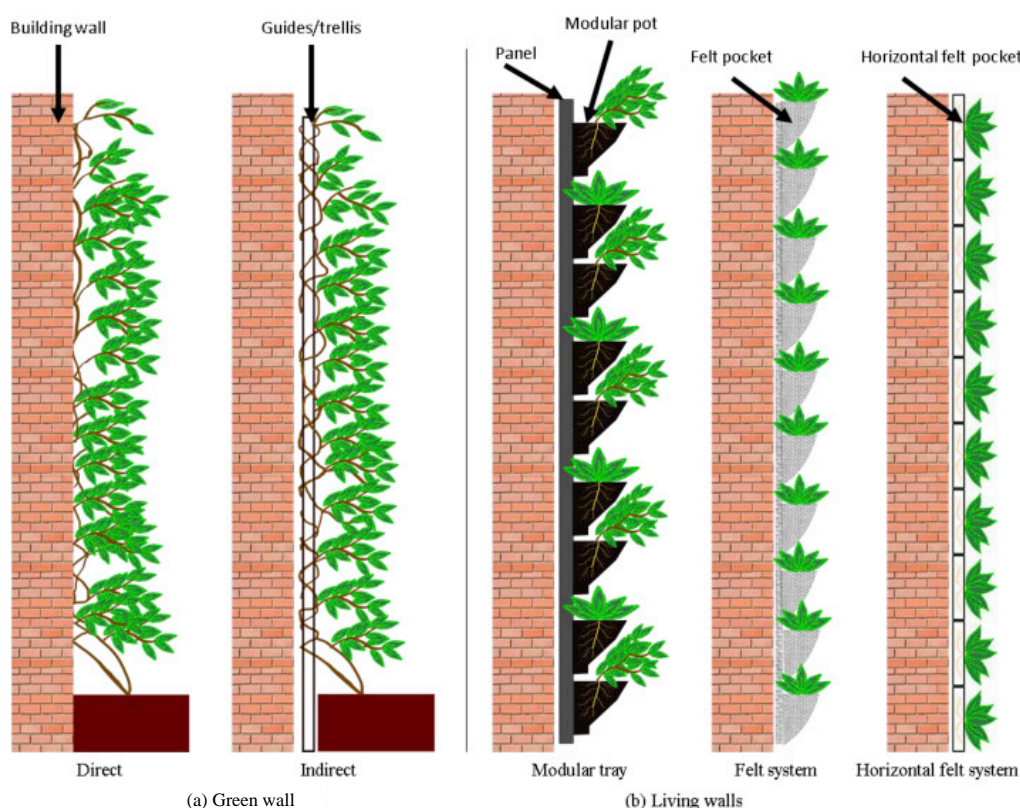 Building wall
Guides/trellis
Modular pot
Panel
Felt pocket
Horizontal felt pocket
Direct
Indirect
Modular tray
Felt system
Horizontal felt system
(a) Green wall
(b) Living walls